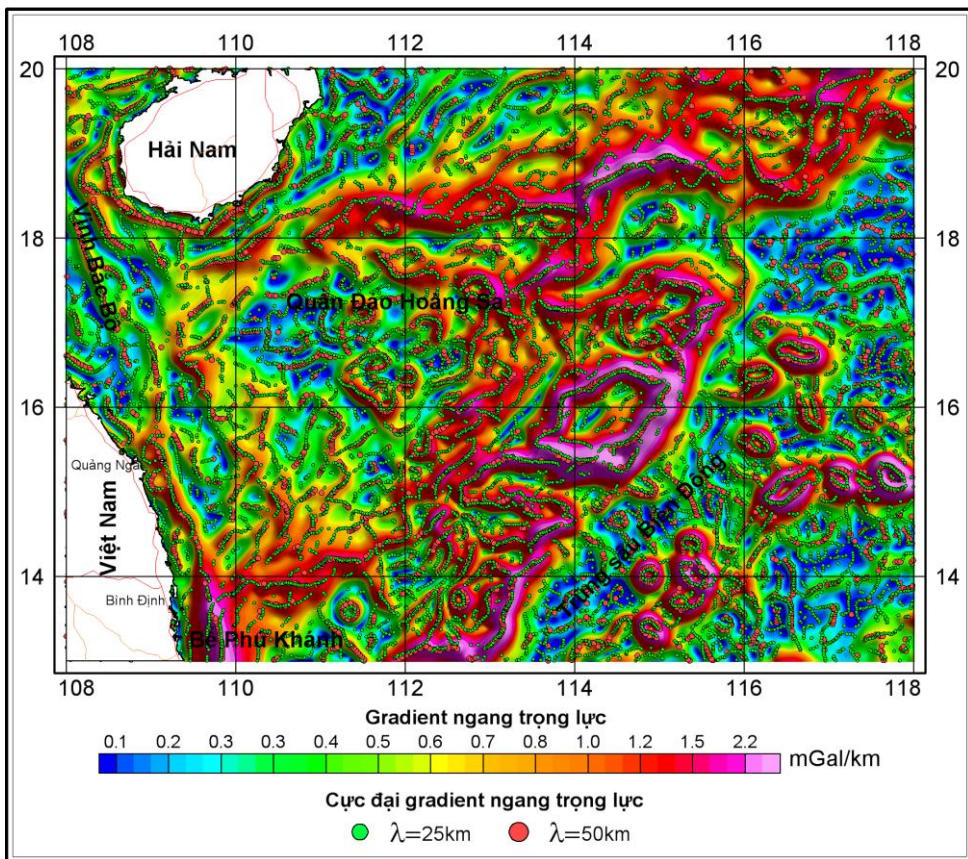 108 110 112 114 116 118
20 20
Hải Nam
18 18
Vịnh Bắc Bộ
Quần Đảo Hoàng Sa
16 16
Quảng Ngãi
Trũng sâu Biển Đông
Việt Nam
14 14
Bình Định
Bể Phú Khánh
108 110 112 114 116 118
Gradient ngang trọng lực
0.1 0.2 0.3 0.3 0.4 0.5 0.6 0.7 0.8 1.0 1.2 1.5 2.2 mGal/km
Cực đại gradient ngang trọng lực
λ=25km λ=50km